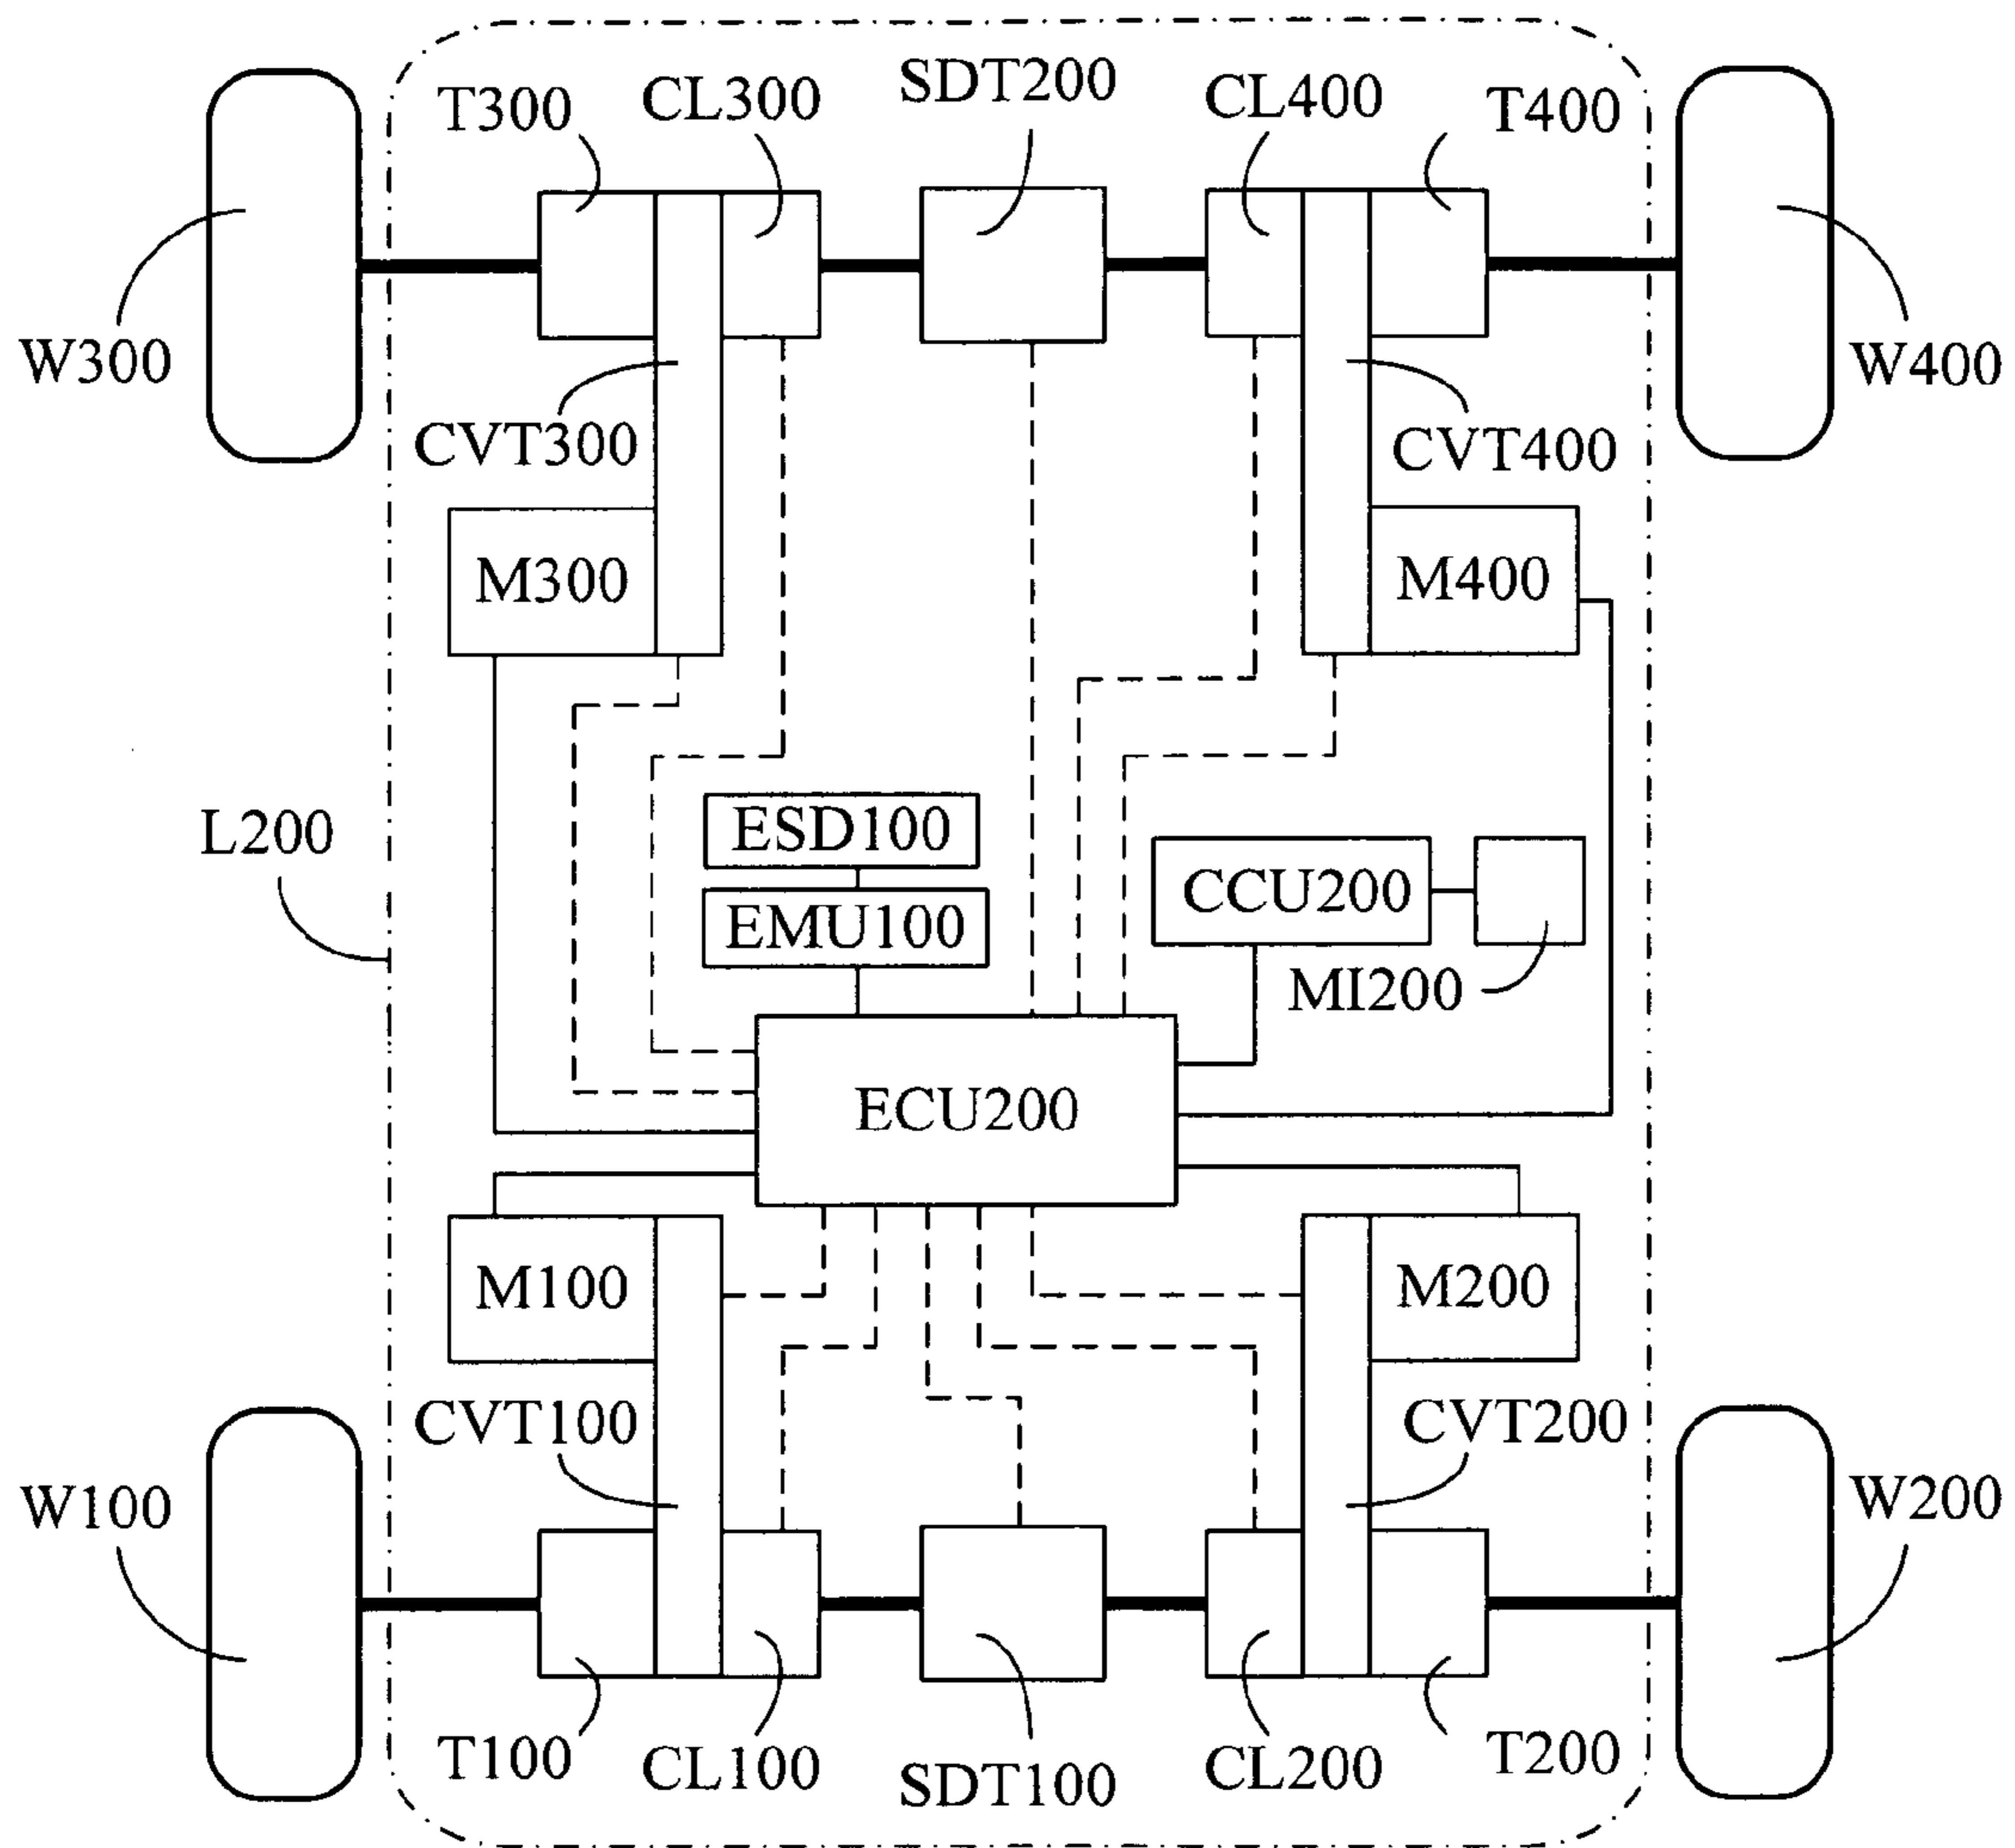 T300 CL300 SDT200 CL400 T400
W300 W400
CVT300 CVT400
M300 M400
L200 ESD100
CCU200
EMU100
MI200
ECU200
M100 M200
CVT100 CVT200
W100 W200
T100 CL100 SDT100 CL200 T200